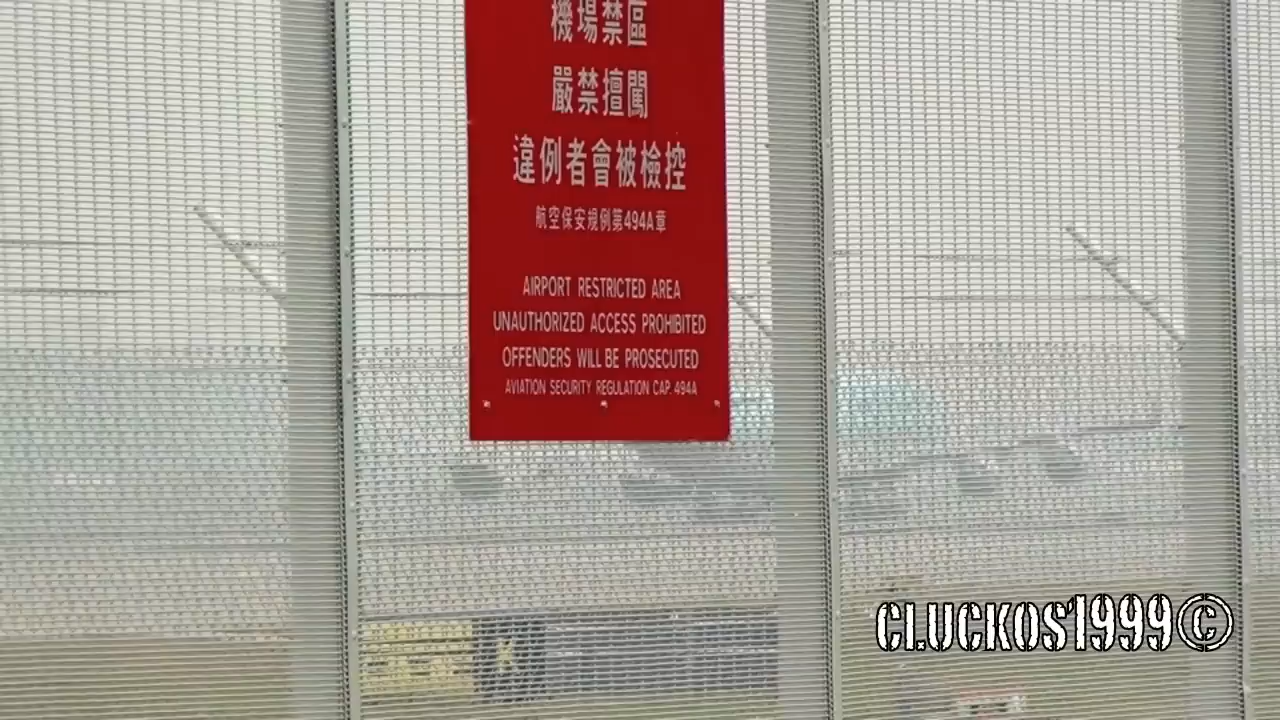 機場禁區
嚴禁擅闖
違例者會被檢控
航空保安規例第494A章
AIRPORT RESTRICTED AREA
UNAUTHORIZED ACCESS PROHIBITED
OFFENDERS WILL BE PROSECUTED
AVIATION SECURITY REGULATION CAP. 494A
CLUCKOS'1999©